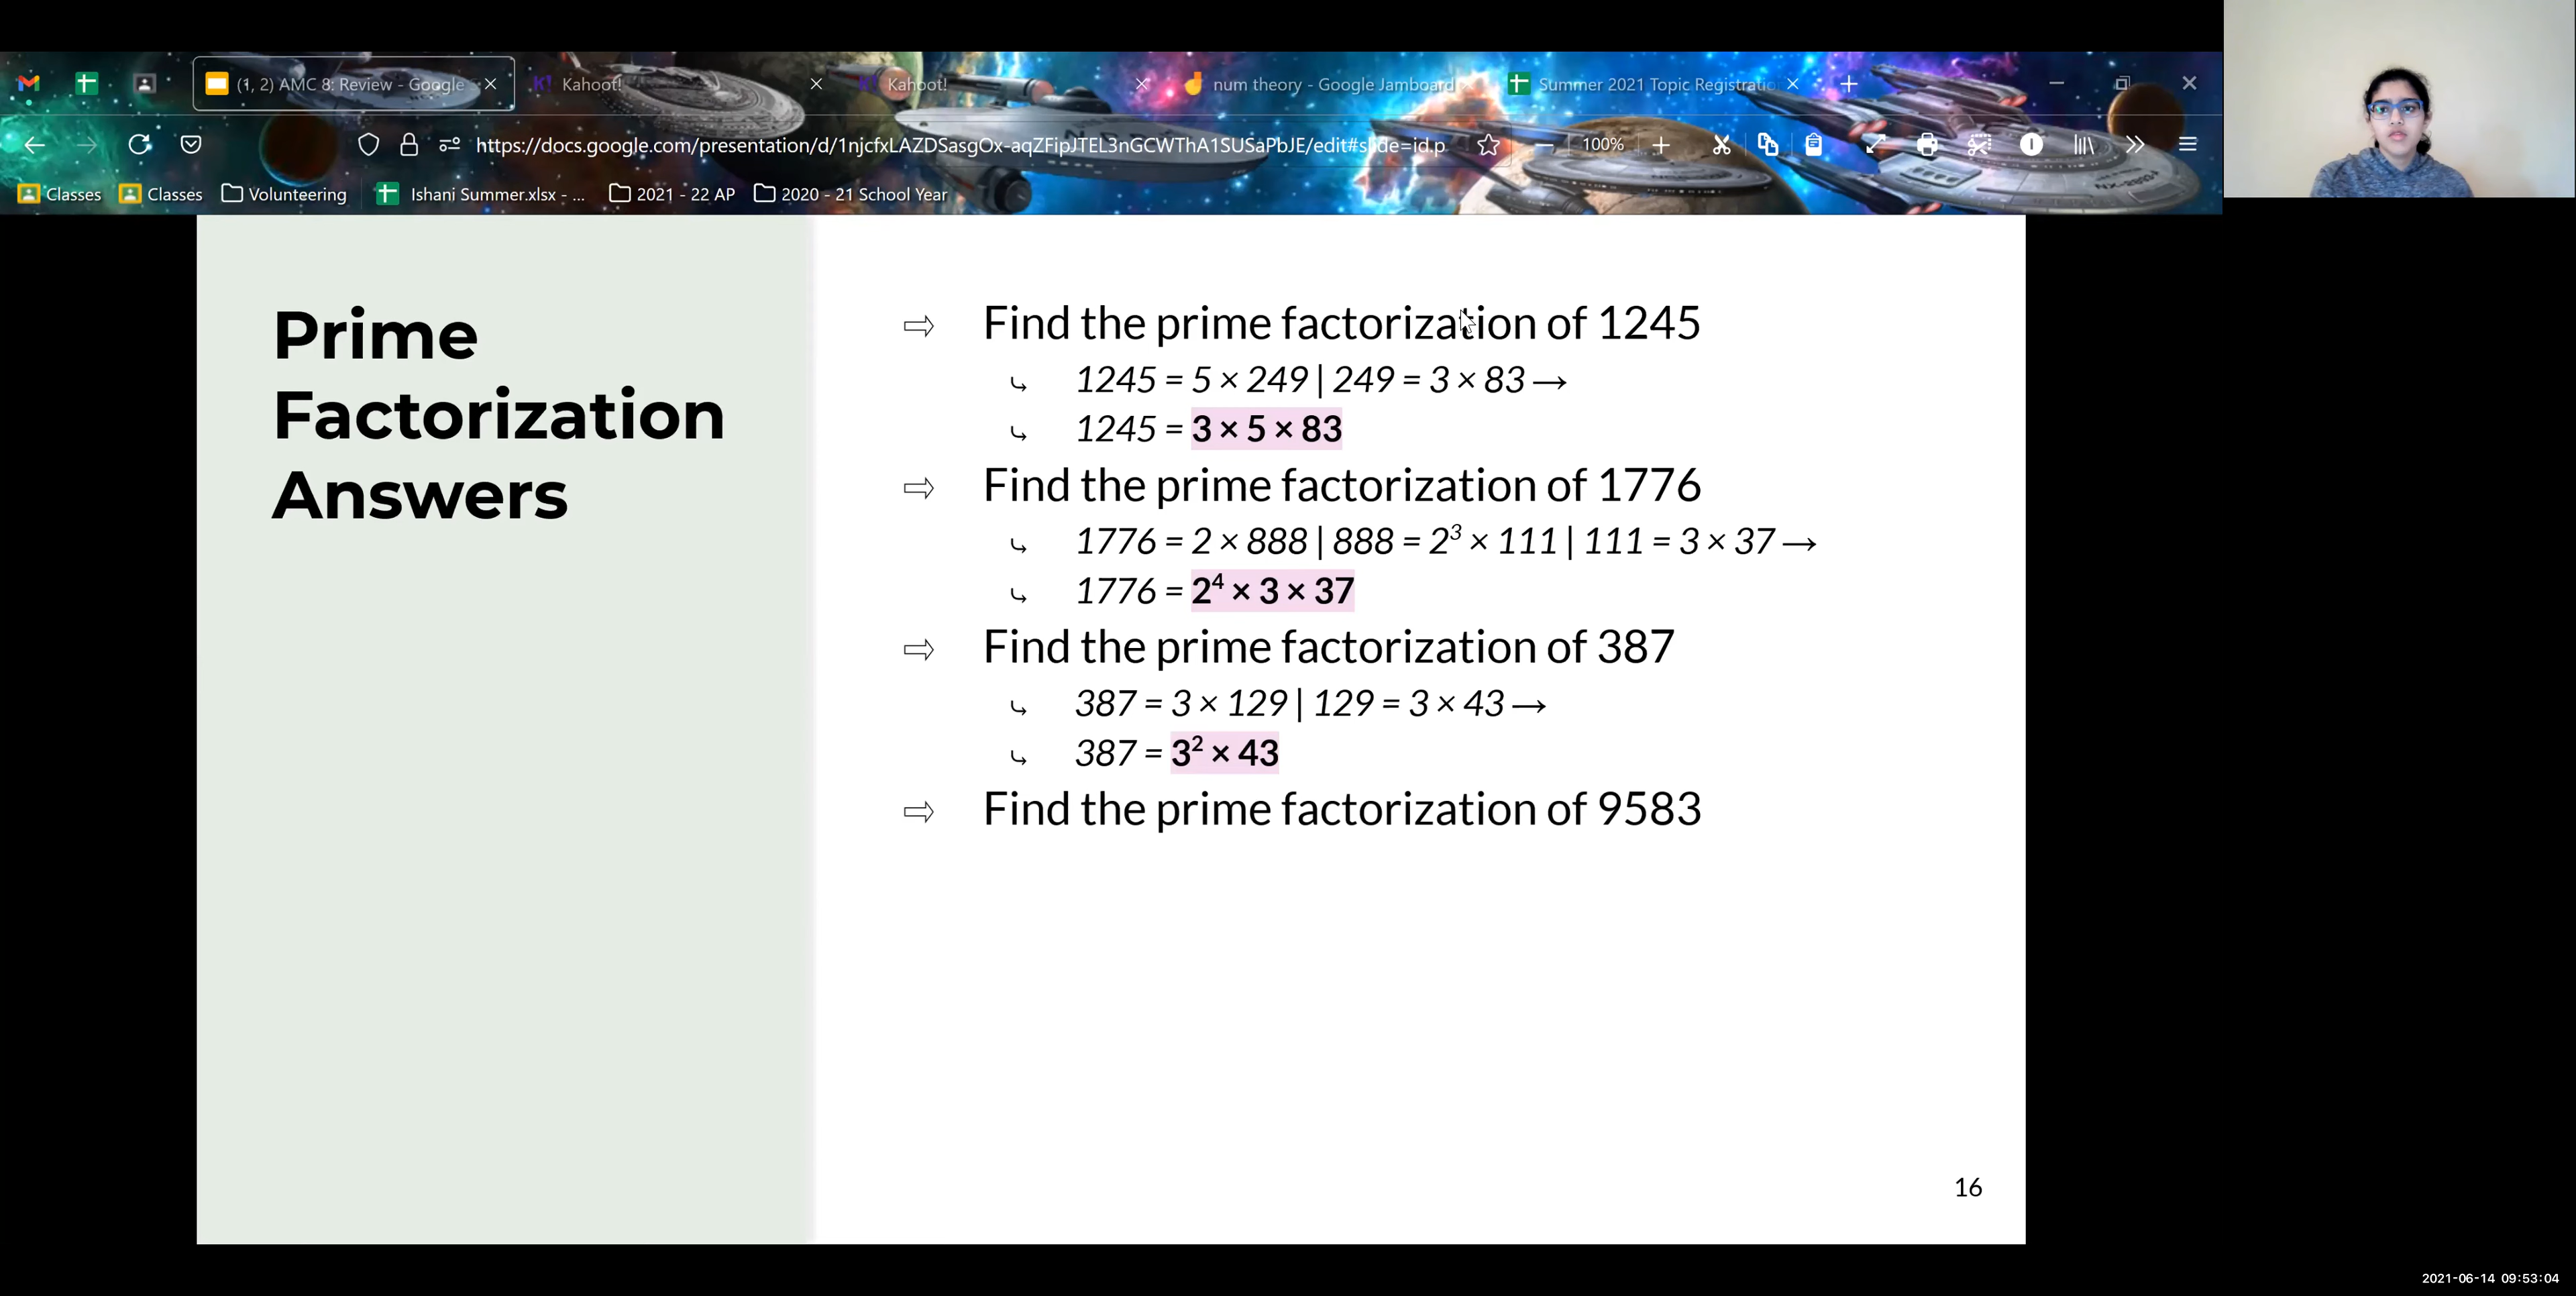 (1, 2) AMC 8: Review - Google
Kahoot!
Kahoot!
num theory - Google Jamboard
Summer 2021 Topic Registratio
https://docs.google.com/presentation/d/1njcfxLAZDSasgOx-aqZFipJTEL3nGCWThA1SUSaPbJE/edit#slide=id.p
100%
Classes
Classes
Volunteering
Ishani Summer.xlsx - ...
2021 - 22 AP
2020 - 21 School Year
Prime
Factorization
Answers
⇨ Find the prime factorization of 1245
↳ 1245 = 5 × 249 | 249 = 3 × 83 →
↳ 1245 = 3 × 5 × 83
⇨ Find the prime factorization of 1776
↳ 1776 = 2 × 888 | 888 = 2³ × 111 | 111 = 3 × 37 →
↳ 1776 = 2⁴ × 3 × 37
⇨ Find the prime factorization of 387
↳ 387 = 3 × 129 | 129 = 3 × 43 →
↳ 387 = 3² × 43
⇨ Find the prime factorization of 9583
16
2021-06-14 09:53:04